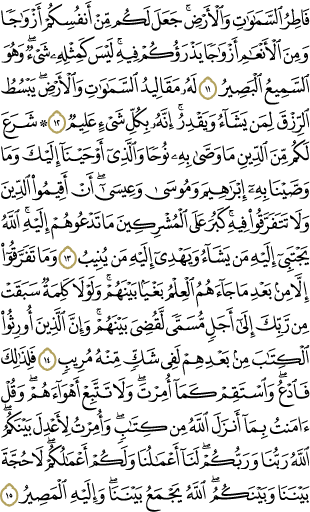 فَاطِرُ ٱلسَّمَٰوَٰتِ وَٱلۡأَرۡضِۚ جَعَلَ لَكُم مِّنۡ أَنفُسِكُمۡ أَزۡوَٰجٗا
وَمِنَ ٱلۡأَنۡعَٰمِ أَزۡوَٰجٗا يَذۡرَؤُكُمۡ فِيهِۚ لَيۡسَ كَمِثۡلِهِۦ شَيۡءٞۖ وَهُوَ
ٱلسَّمِيعُ ٱلۡبَصِيرُ ١١ لَهُۥ مَقَالِيدُ ٱلسَّمَٰوَٰتِ وَٱلۡأَرۡضِۖ يَبۡسُطُ
ٱلرِّزۡقَ لِمَن يَشَآءُ وَيَقۡدِرُۚ إِنَّهُۥ بِكُلِّ شَيۡءٍ عَلِيمٞ ١٢ ۞ شَرَعَ
لَكُم مِّنَ ٱلدِّينِ مَا وَصَّىٰ بِهِۦ نُوحٗا وَٱلَّذِيٓ أَوۡحَيۡنَآ إِلَيۡكَ وَمَا
وَصَّيۡنَا بِهِۦٓ إِبۡرَٰهِيمَ وَمُوسَىٰ وَعِيسَىٰٓۖ أَنۡ أَقِيمُواْ ٱلدِّينَ
وَلَا تَتَفَرَّقُواْ فِيهِۚ كَبُرَ عَلَى ٱلۡمُشۡرِكِينَ مَا تَدۡعُوهُمۡ إِلَيۡهِۚ ٱللَّهُ
يَجۡتَبِيٓ إِلَيۡهِ مَن يَشَآءُ وَيَهۡدِيٓ إِلَيۡهِ مَن يُنِيبُ ١٣ وَمَا تَفَرَّقُوٓاْ
إِلَّا مِنۢ بَعۡدِ مَا جَآءَهُمُ ٱلۡعِلۡمُ بَغۡيَۢا بَيۡنَهُمۡۚ وَلَوۡلَا كَلِمَةٞ سَبَقَتۡ
مِن رَّبِّكَ إِلَىٰٓ أَجَلٖ مُّسَمّٗى لَّقُضِيَ بَيۡنَهُمۡۚ وَإِنَّ ٱلَّذِينَ أُورِثُواْ
ٱلۡكِتَٰبَ مِنۢ بَعۡدِهِمۡ لَفِي شَكّٖ مِّنۡهُ مُرِيبٖ ١٤ فَلِذَٰلِكَ
فَٱدۡعُۖ وَٱسۡتَقِمۡ كَمَآ أُمِرۡتَۖ وَلَا تَتَّبِعۡ أَهۡوَآءَهُمۡۖ وَقُلۡ
ءَامَنتُ بِمَآ أَنزَلَ ٱللَّهُ مِن كِتَٰبٖۖ وَأُمِرۡتُ لِأَعۡدِلَ بَيۡنَكُمُۖ
ٱللَّهُ رَبُّنَا وَرَبُّكُمۡۖ لَنَآ أَعۡمَٰلُنَا وَلَكُمۡ أَعۡمَٰلُكُمۡۖ لَا حُجَّةَ
بَيۡنَنَا وَبَيۡنَكُمُۖ ٱللَّهُ يَجۡمَعُ بَيۡنَنَاۖ وَإِلَيۡهِ ٱلۡمَصِيرُ ١٥